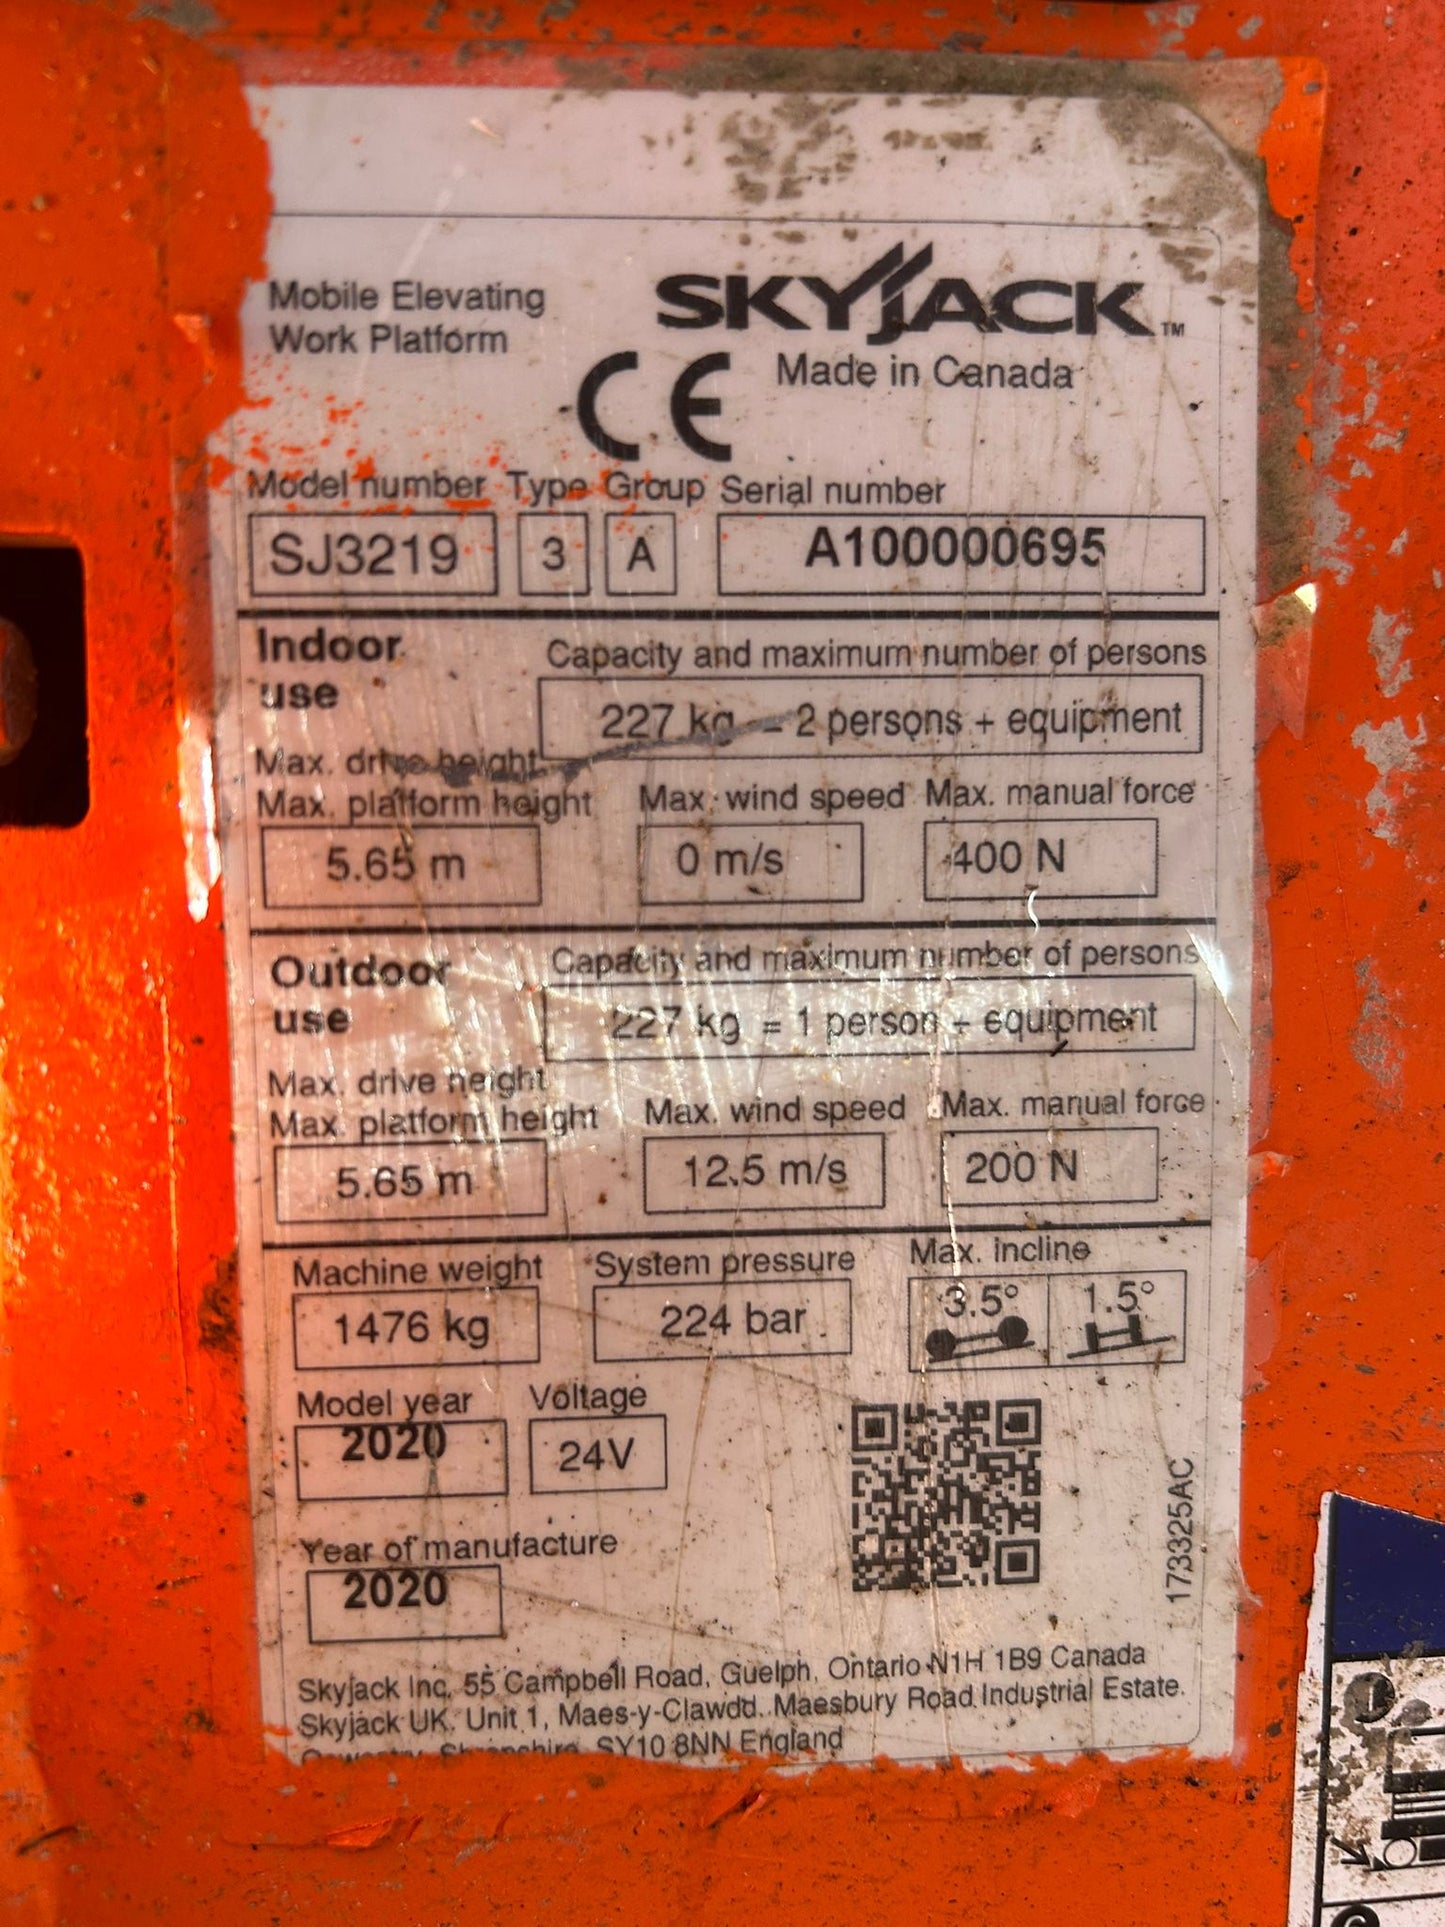 Mobile Elevating
Work Platform
SKYJACK™
CE
Made in Canada
Model number Type Group Serial number
SJ3219 3 A A100000695
Indoor use
Capacity and maximum number of persons
227 kg = 2 persons + equipment
Max. drive height
Max. platform height Max. wind speed Max. manual force
5.65 m 0 m/s 400 N
Outdoor use
Capacity and maximum number of persons
227 kg = 1 person + equipment
Max. drive height
Max. platform height Max. wind speed Max. manual force
5.65 m 12.5 m/s 200 N
Machine weight System pressure Max. incline
1476 kg 224 bar 3.5° 1.5°
Model year Voltage
2020 24V
Year of manufacture
2020
173325AC
Skyjack Inc. 55 Campbell Road, Guelph, Ontario N1H 1B9 Canada
Skyjack UK. Unit 1, Maes-y-Clawdd. Maesbury Road Industrial Estate.
SY10 8NN England